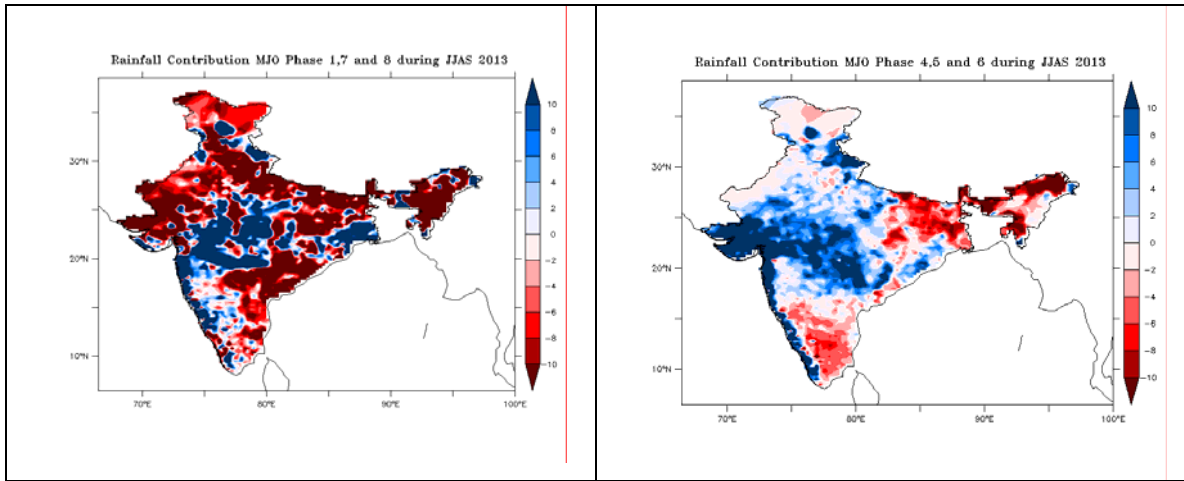 Rainfall Contribution MJO Phase 1,7 and 8 during JJAS 2013
30°N
20°N
10°N
70°E
80°E
90°E
100°E
10
8
6
4
2
0
−2
−4
−6
−8
−10
Rainfall Contribution MJO Phase 4,5 and 6 during JJAS 2013
30°N
20°N
10°N
70°E
80°E
90°E
100°E
10
8
6
4
2
0
−2
−4
−6
−8
−10